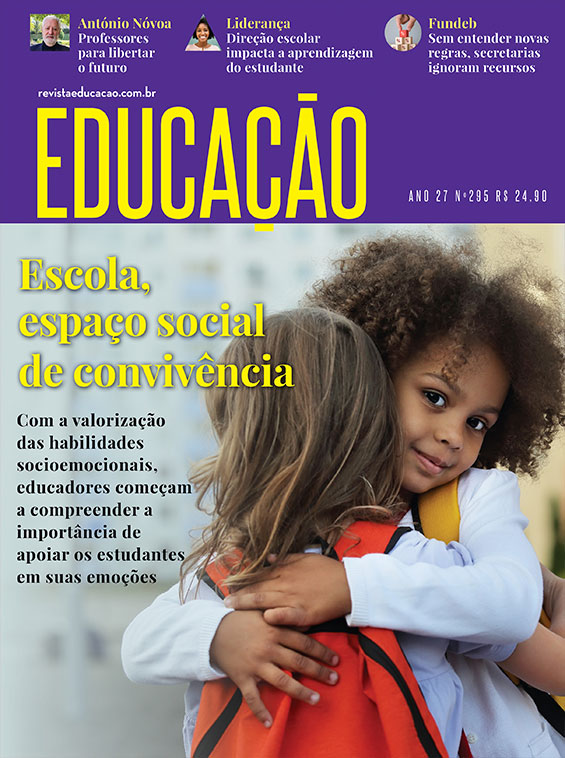 António Nóvoa
Professores
para libertar
o futuro
Liderança
Direção escolar
impacta a aprendizagem
do estudante
Fundeb
Sem entender novas
regras, secretarias
ignoram recursos
revistaeducacao.com.br
EDUCAÇÃO
ANO 27 Nº295 R$ 24,90
Escola,
espaço social
de convivência
Com a valorização
das habilidades
socioemocionais,
educadores começam
a compreender a
importância de
apoiar os estudantes
em suas emoções